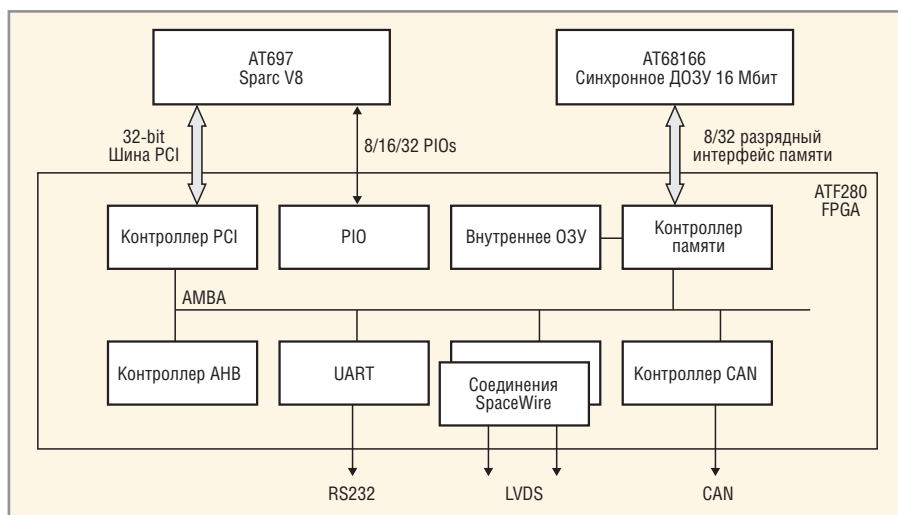 AT697
Sparc V8
AT68166
Синхронное ДОЗУ 16 Мбит
32-bit
Шина PCI
8/16/32 PIOs
8/32 разрядный
интерфейс памяти
ATF280
FPGA
Контроллер PCI
PIO
Внутреннее ОЗУ
Контроллер
памяти
AMBA
Контроллер AHB
UART
Соединения
SpaceWire
Контроллер CAN
RS232
LVDS
CAN